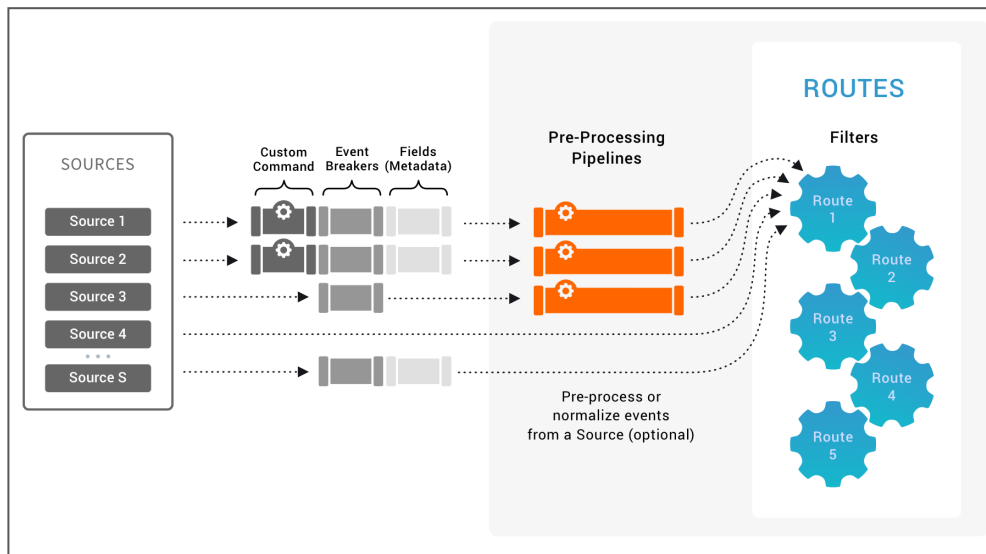 ROUTES
SOURCES
Custom
Command
Event
Breakers
Fields
(Metadata)
Pre-Processing
Pipelines
Filters
Source 1
Source 2
Source 3
Source 4
...
Source S
Route
1
Route
2
Route
3
Route
4
Route
5
Pre-process or
normalize events
from a Source (optional)